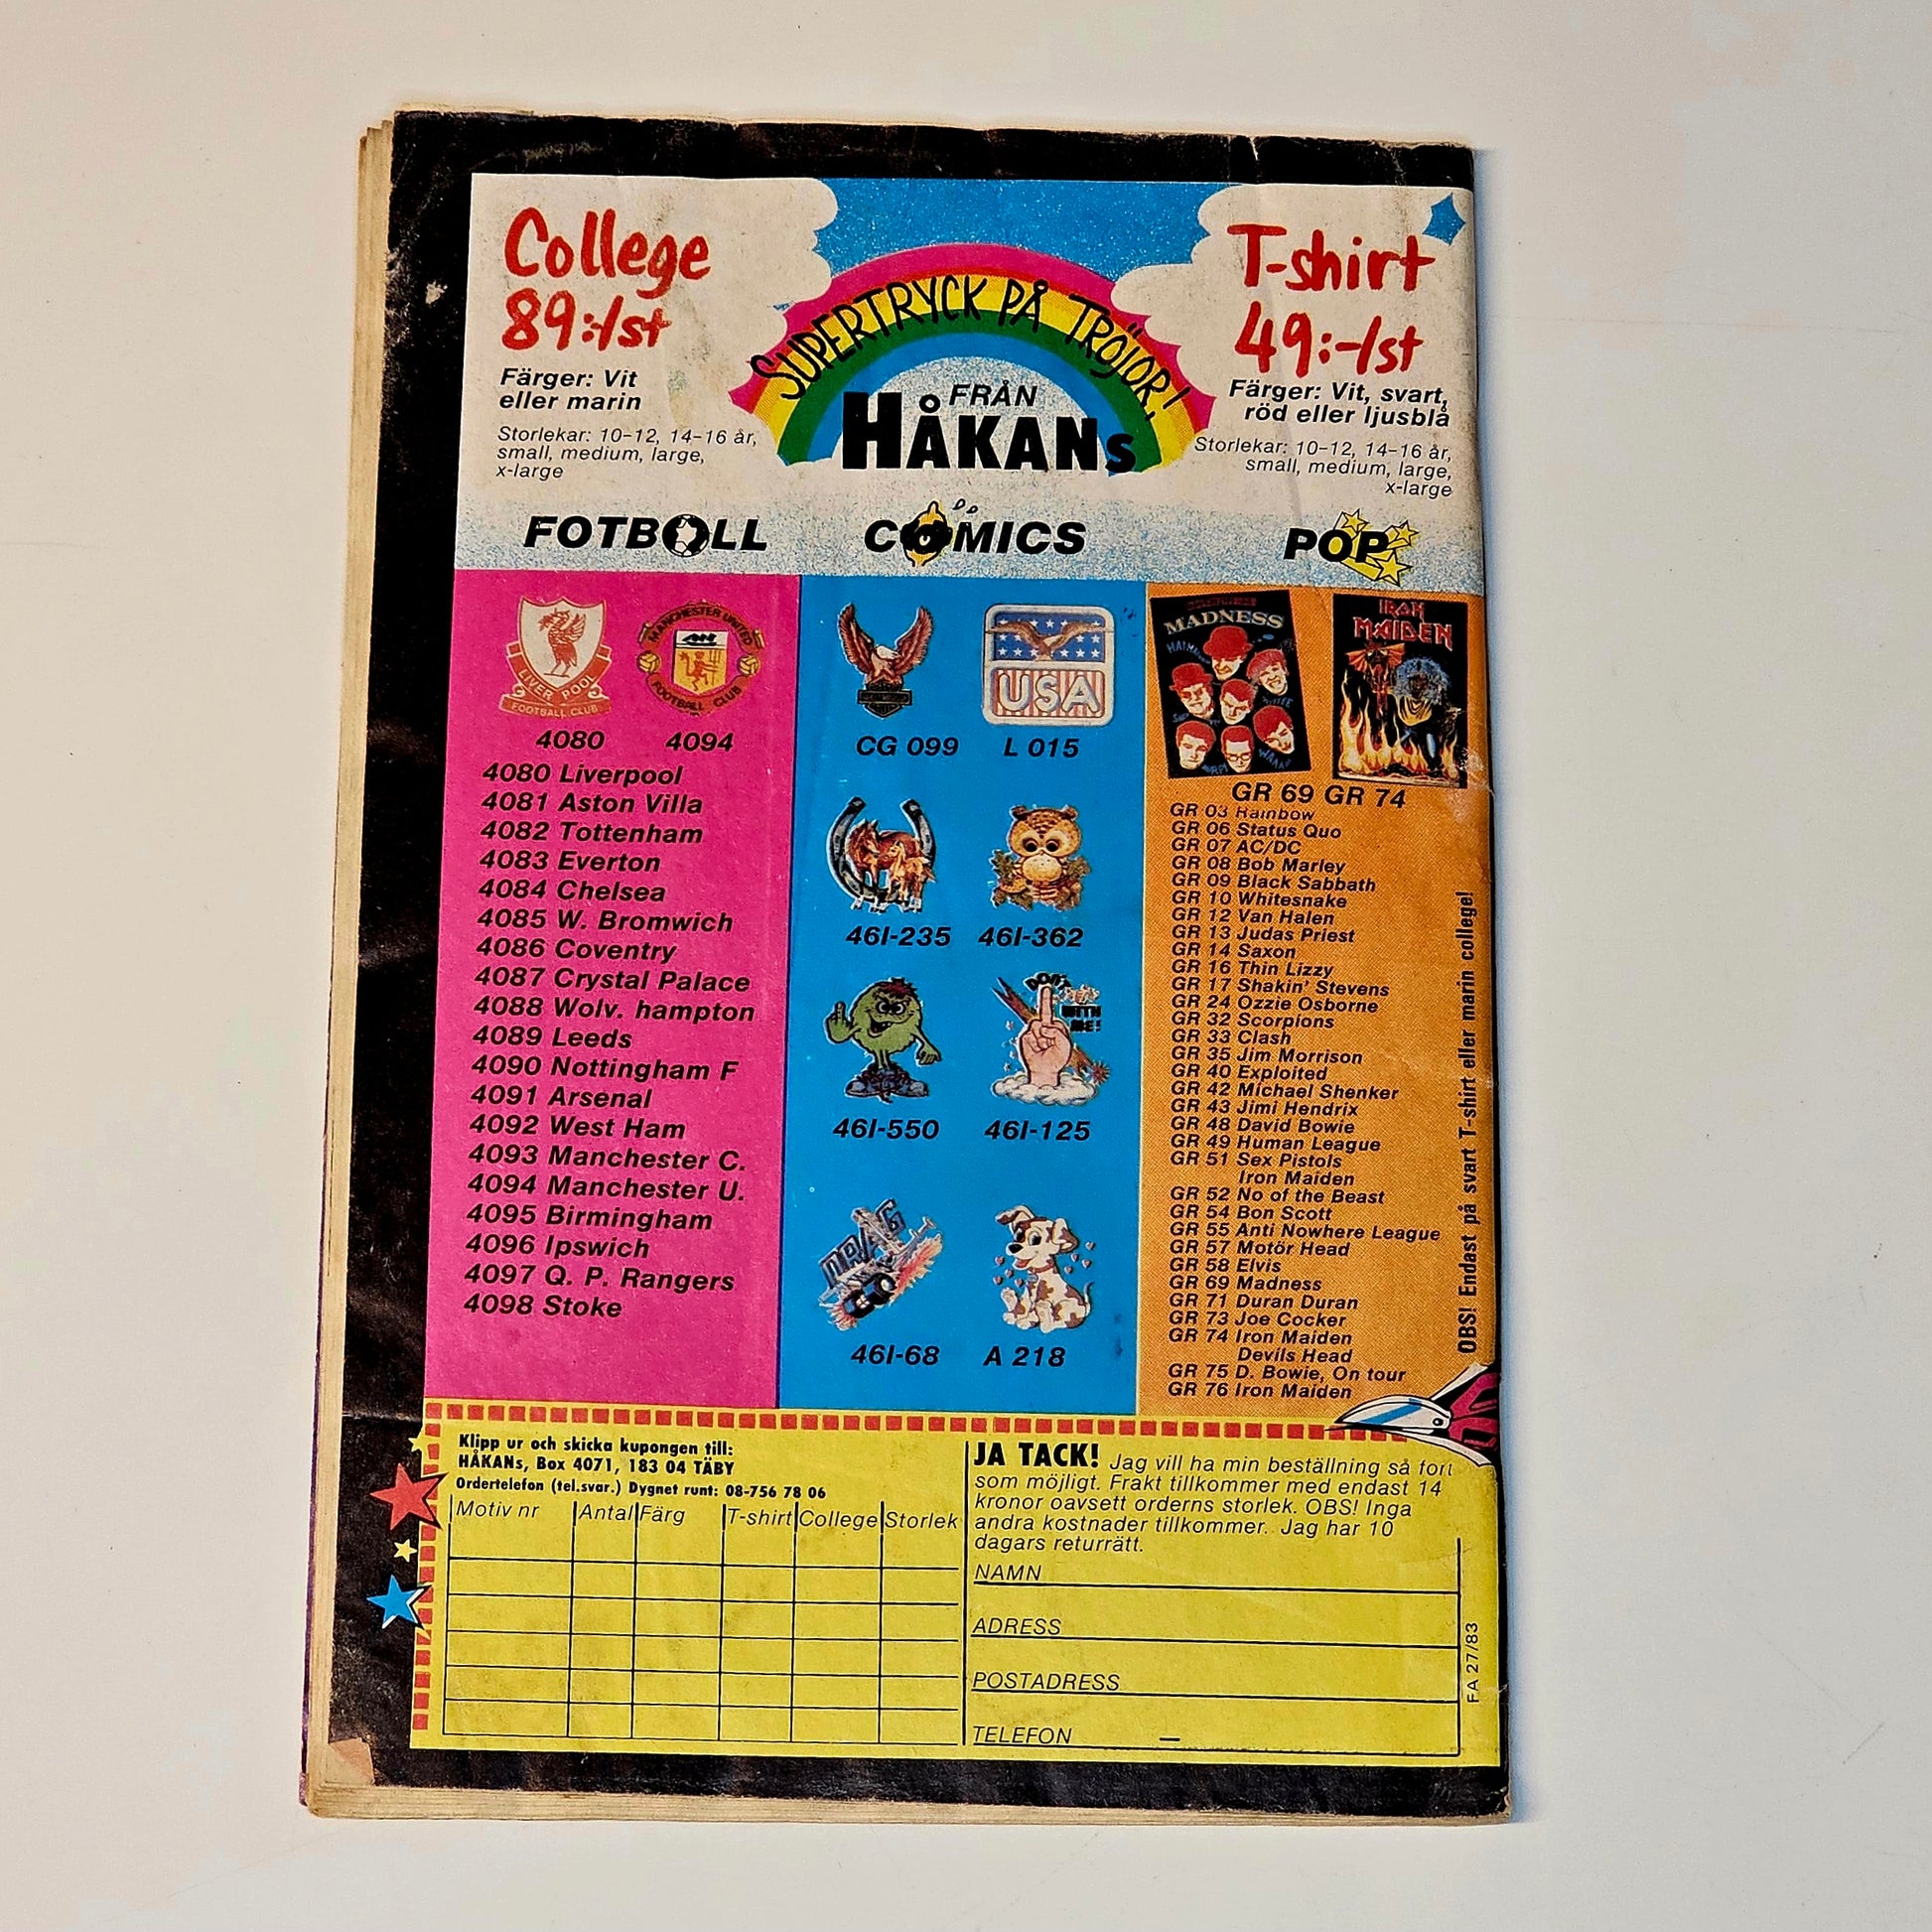 College
89:-/st
Färger: Vit
eller marin
Storlekar: 10-12, 14-16 år,
small, medium, large,
x-large
SUPERTRYCK PÅ TRÖJOR!
FRÅN
HÅKANs
T-shirt
49:-/st
Färger: Vit, svart,
röd eller ljusblå
Storlekar: 10-12, 14-16 år,
small, medium, large,
x-large
FOTBOLL
COMICS
POP
LIVERPOOL
FOOTBALL CLUB
MANCHESTER UNITED
FOOTBALL CLUB
4080 4094
4080 Liverpool
4081 Aston Villa
4082 Tottenham
4083 Everton
4084 Chelsea
4085 W. Bromwich
4086 Coventry
4087 Crystal Palace
4088 Wolv. hampton
4089 Leeds
4090 Nottingham F
4091 Arsenal
4092 West Ham
4093 Manchester C.
4094 Manchester U.
4095 Birmingham
4096 Ipswich
4097 Q. P. Rangers
4098 Stoke
USA
CG 099 L 015
46I-235 46I-362
DON'T
WITH
ME!
46I-550 46I-125
DRAG
46I-68 A 218
MADNESS
IRON
MAIDEN
GR 69 GR 74
GR 03 Rainbow
GR 06 Status Quo
GR 07 AC/DC
GR 08 Bob Marley
GR 09 Black Sabbath
GR 10 Whitesnake
GR 12 Van Halen
GR 13 Judas Priest
GR 14 Saxon
GR 16 Thin Lizzy
GR 17 Shakin' Stevens
GR 24 Ozzie Osborne
GR 32 Scorpions
GR 33 Clash
GR 35 Jim Morrison
GR 40 Exploited
GR 42 Michael Shenker
GR 43 Jimi Hendrix
GR 48 David Bowie
GR 49 Human League
GR 51 Sex Pistols
Iron Maiden
GR 52 No of the Beast
GR 54 Bon Scott
GR 55 Anti Nowhere League
GR 57 Motör Head
GR 58 Elvis
GR 69 Madness
GR 71 Duran Duran
GR 73 Joe Cocker
GR 74 Iron Maiden
Devils Head
GR 75 D. Bowie, On tour
GR 76 Iron Maiden
OBS! Endast på svart T-shirt eller marin college!
Klipp ur och skicka kupongen till:
HÅKANs, Box 4071, 183 04 TÄBY
Ordertelefon (tel.svar.) Dygnet runt: 08-756 78 06
Motiv nr Antal Färg T-shirt College Storlek
JA TACK! Jag vill ha min beställning så fort
som möjligt. Frakt tillkommer med endast 14
kronor oavsett orderns storlek. OBS! Inga
andra kostnader tillkommer. Jag har 10
dagars returrätt.
NAMN
ADRESS
POSTADRESS
TELEFON —
FA 27/83